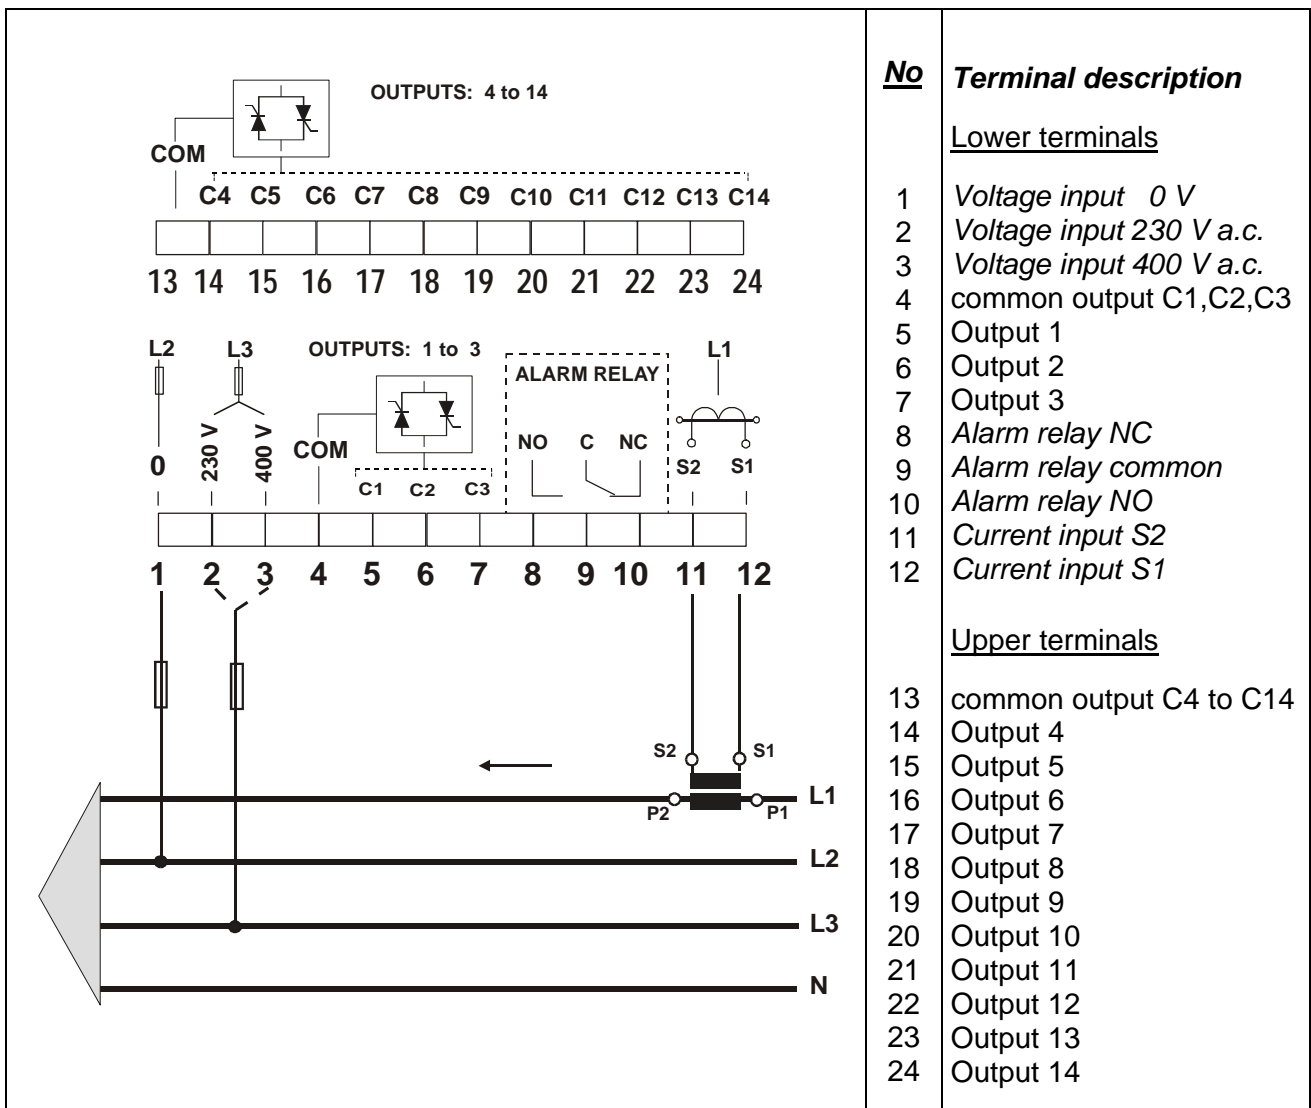 OUTPUTS: 4 to 14
COM
C4 C5 C6 C7 C8 C9 C10 C11 C12 C13 C14
13 14 15 16 17 18 19 20 21 22 23 24
L2 L3 OUTPUTS: 1 to 3 L1
ALARM RELAY
0 230 V 400 V COM NO C NC S2 S1
C1 C2 C3
1 2 3 4 5 6 7 8 9 10 11 12
S2 S1
L1
P2 P1
L2
L3
N
No Terminal description
Lower terminals
1 Voltage input 0 V
2 Voltage input 230 V a.c.
3 Voltage input 400 V a.c.
4 common output C1,C2,C3
5 Output 1
6 Output 2
7 Output 3
8 Alarm relay NC
9 Alarm relay common
10 Alarm relay NO
11 Current input S2
12 Current input S1
Upper terminals
13 common output C4 to C14
14 Output 4
15 Output 5
16 Output 6
17 Output 7
18 Output 8
19 Output 9
20 Output 10
21 Output 11
22 Output 12
23 Output 13
24 Output 14